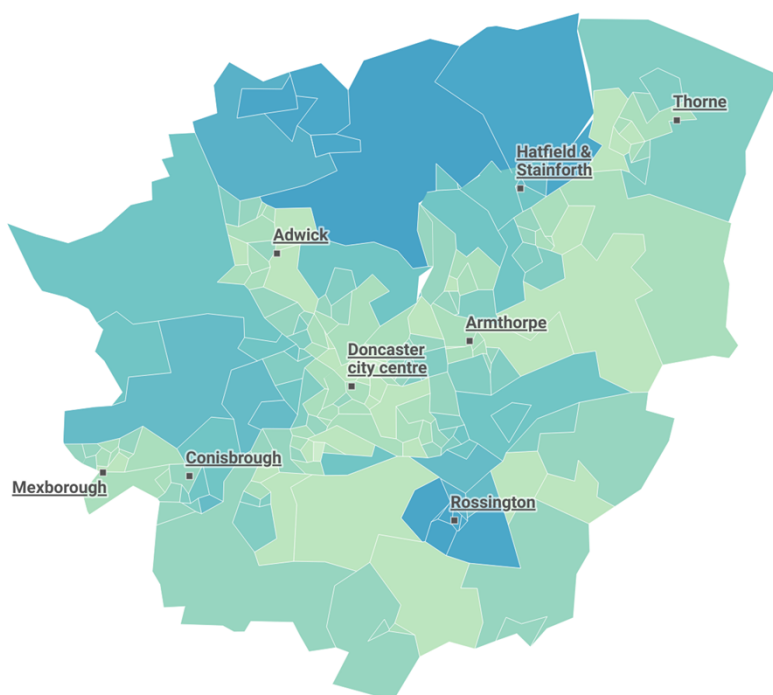 Thorne
Hatfield &
Stainforth
Adwick
Armthorpe
Doncaster
city centre
Conisbrough
Mexborough
Rossington